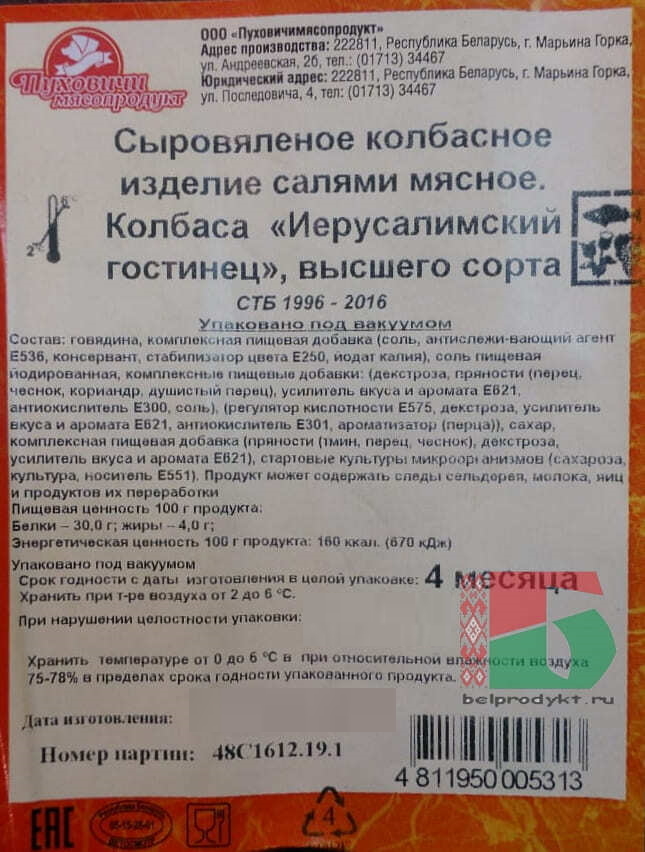 ООО «Пуховичимясопродукт»
Адрес производства: 222811, Республика Беларусь, г. Марьина Горка,
ул. Андреевская, 2б, тел./ф. (01713) 34467
Юридический адрес: 222811, Республика Беларусь, г. Марьина Горка,
ул. Последовича, 4, тел/ф: (01713) 34467
Пуховичи
мясопродукт
Сыровяленое колбасное
изделие салями мясное.
Колбаса «Иерусалимский
гостинец», высшего сорта
2° 6°
СТБ 1996 - 2016
Упаковано под вакуумом
Состав: говядина, комплексная пищевая добавка (соль, антислежи-вающий агент
Е536, консервант, стабилизатор цвета Е250, йодат калия), соль пищевая
йодированная, комплексные пищевые добавки: (декстроза, пряности (перец,
чеснок, кориандр, душистый перец), усилитель вкуса и аромата Е621,
антиокислитель Е300, соль), (регулятор кислотности Е575, декстроза, усилитель
вкуса и аромата Е621, антиокислитель Е301, ароматизатор (перца)), сахар,
комплексная пищевая добавка (пряности (тмин, перец, чеснок), декстроза,
усилитель вкуса и аромата Е621), стартовые культуры микроорганизмов (сахароза,
культура, носитель Е551). Продукт может содержать следы сельдерея, молока, яиц
и продуктов их переработки
Пищевая ценность 100 г продукта:
Белки – 30,0 г; жиры – 4,0 г;
Энергетическая ценность 100 г продукта: 160 ккал. (670 кДж)
Упаковано под вакуумом
Срок годности с даты изготовления в целой упаковке: 4 месяца
Хранить при т-ре воздуха от 2 до 6 °С.
При нарушении целостности упаковки:
Хранить температуре от 0 до 6 °С в при относительной влажности воздуха
75-78% в пределах срока годности упакованного продукта.
belprodykt.ru
Дата изготовления:
Номер партии: 48С1612.19.1
4 811950 005313
ЕАС
Республика Беларусь
4